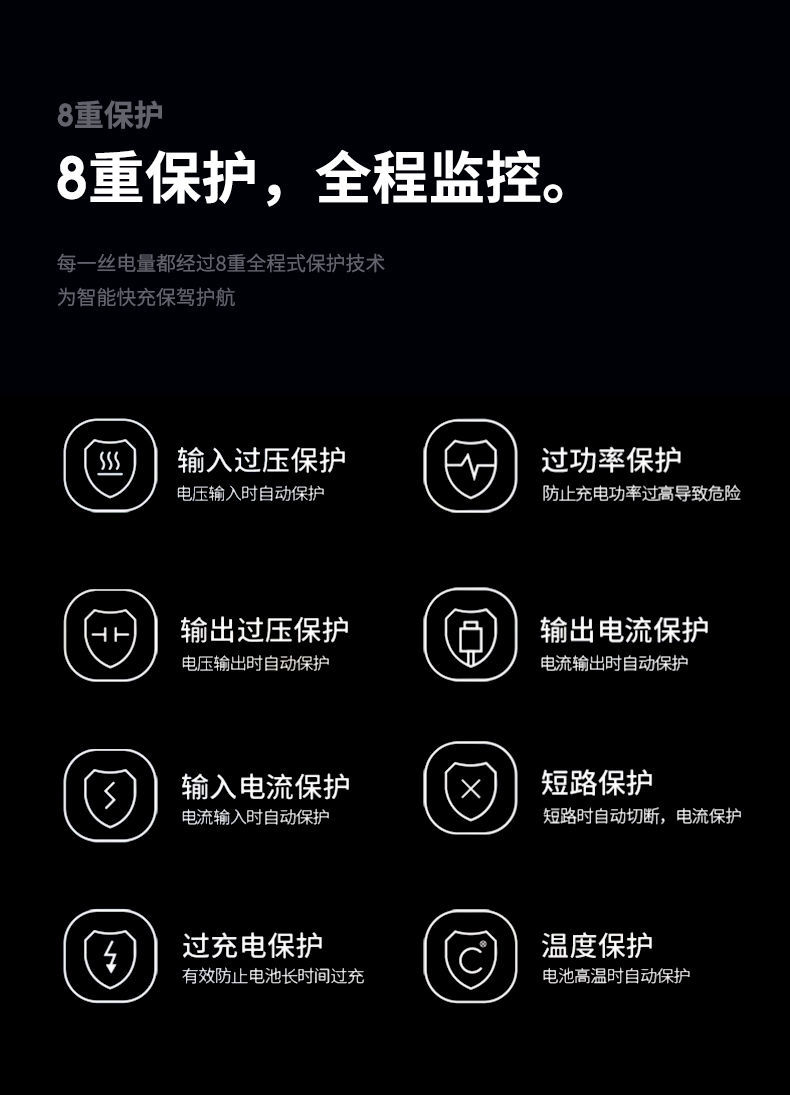 8重保护
8重保护，全程监控。
每一丝电量都经过8重全程式保护技术
为智能快充保驾护航
输入过压保护
电压输入时自动保护
过功率保护
防止充电功率过高导致危险
输出过压保护
电压输出时自动保护
输出电流保护
电流输出时自动保护
输入电流保护
电流输入时自动保护
短路保护
短路时自动切断，电流保护
过充电保护
有效防止电池长时间过充
温度保护
电池高温时自动保护